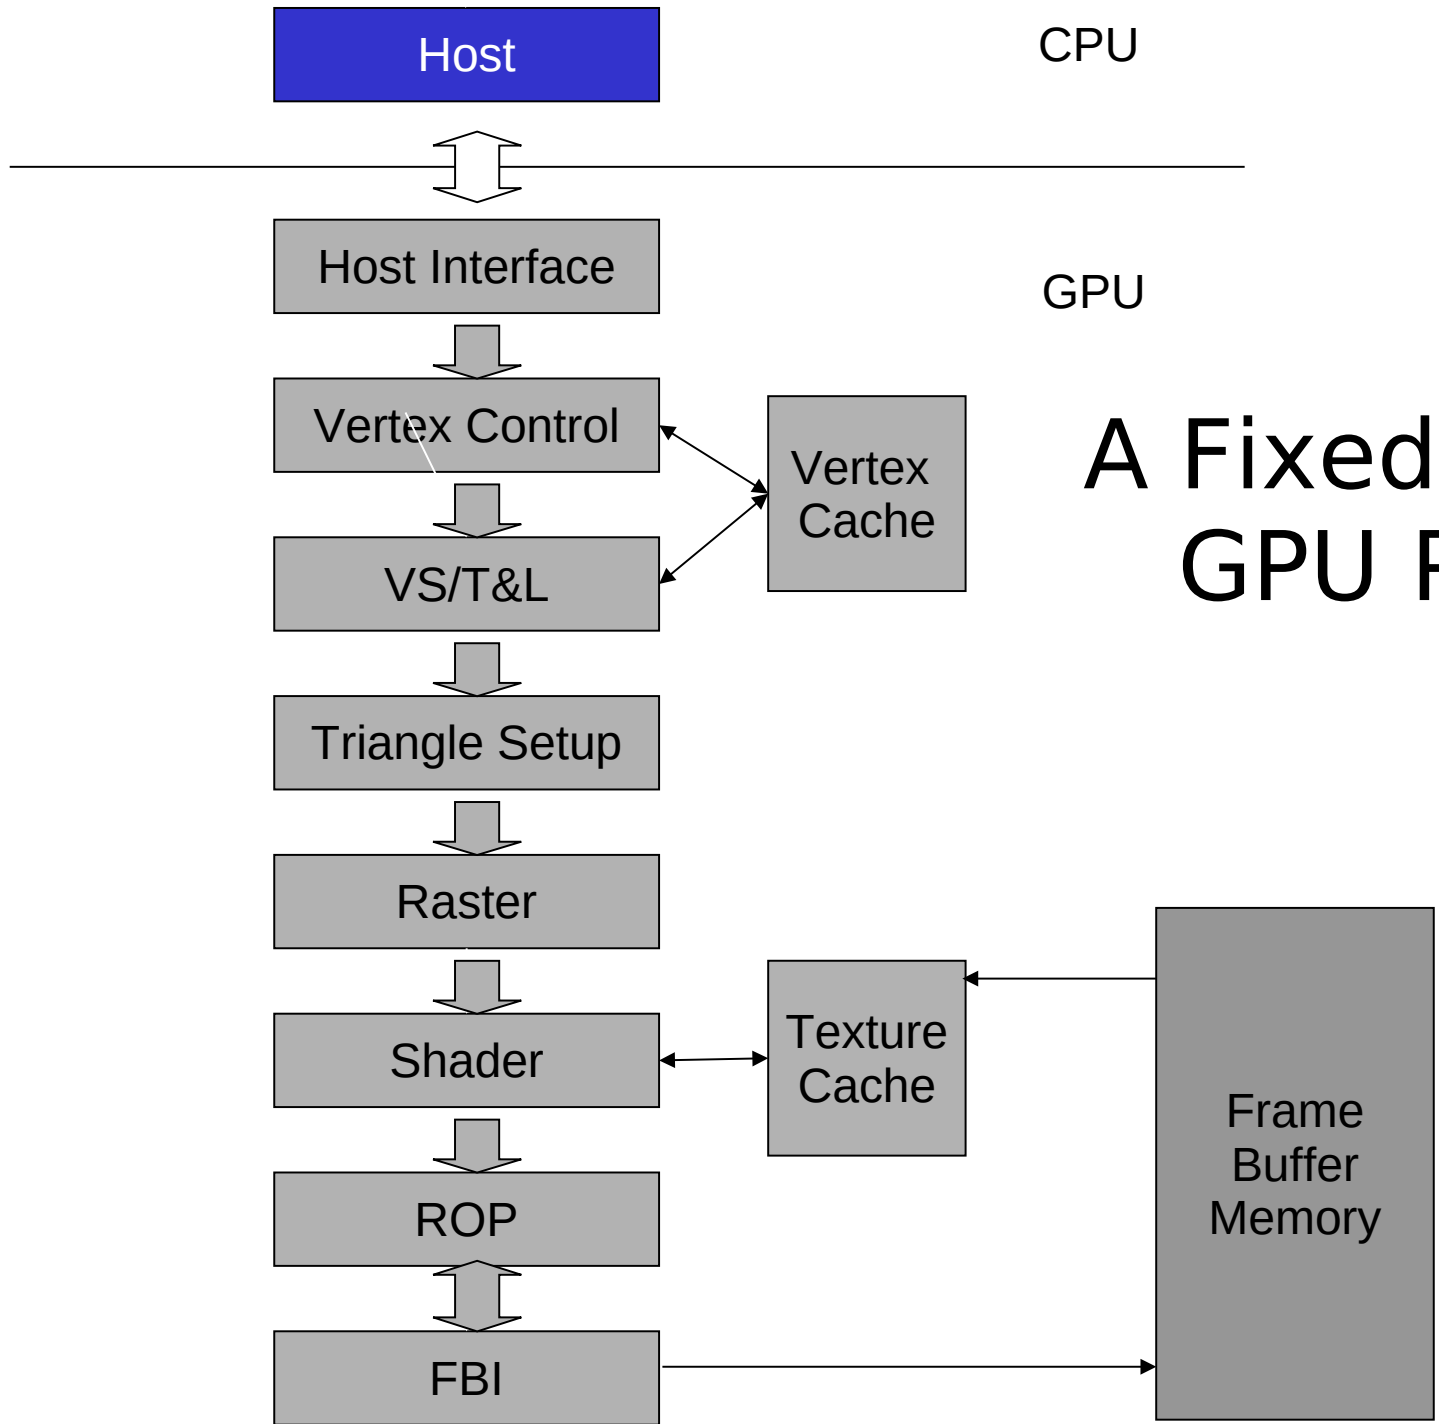 Host
CPU
Host Interface
GPU
Vertex Control
Vertex
Cache
A Fixed
GPU
VS/T&L
Triangle Setup
Raster
Shader
Texture
Cache
Frame
Buffer
Memory
ROP
FBI